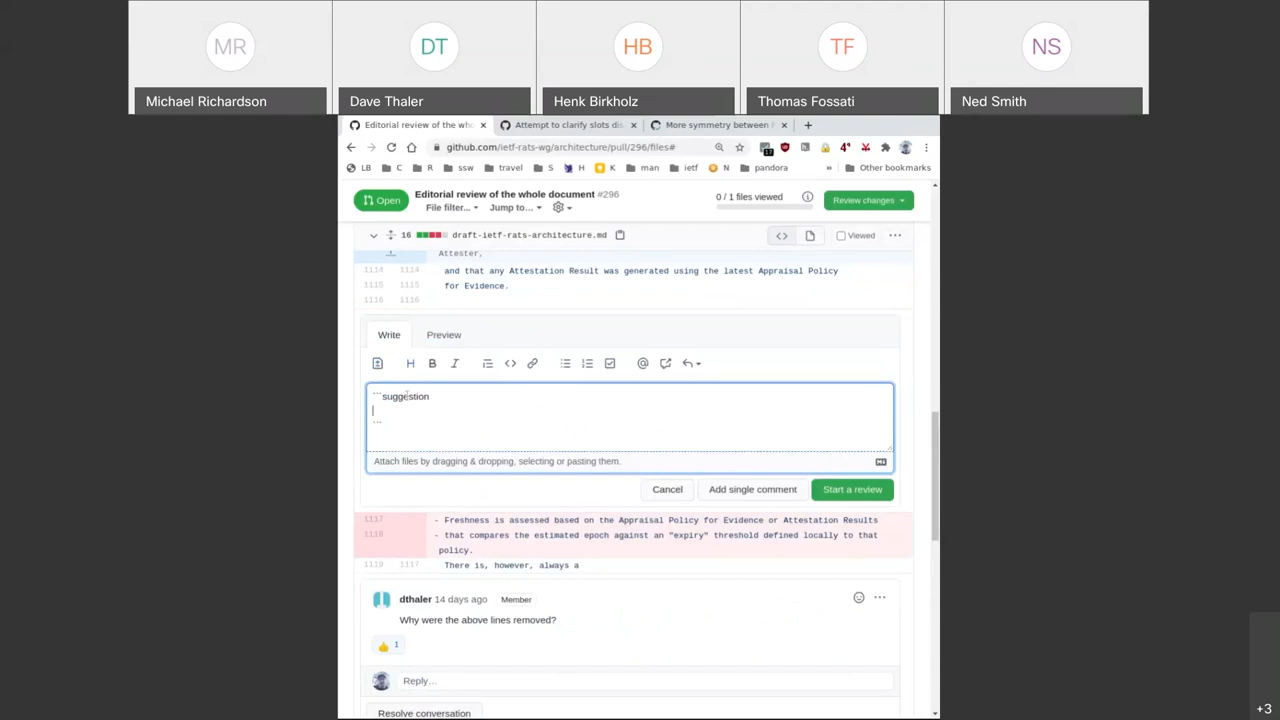 MR
DT
HB
TF
NS
Michael Richardson
Dave Thaler
Henk Birkholz
Thomas Fossati
Ned Smith
Editorial review of the who
Attempt to clarify slots dis
More symmetry between
github.com/ietf-rats-wg/architecture/pull/296/files#
LB
C
R
ssw
travel
S
H
K
man
ietf
N
pandora
»
Other bookmarks
Open
Editorial review of the whole document #296
File filter...
Jump to...
0 / 1 files viewed
Review changes
16
draft-ietf-rats-architecture.md
Viewed
Attester,
1114 1114 and that any Attestation Result was generated using the latest Appraisal Policy
1115 1115 for Evidence.
1116 1116
Write
Preview
```suggestion
```
Attach files by dragging & dropping, selecting or pasting them.
Cancel
Add single comment
Start a review
1117 - Freshness is assessed based on the Appraisal Policy for Evidence or Attestation Results
1118 - that compares the estimated epoch against an "expiry" threshold defined locally to that
policy.
1119 1117 There is, however, always a
dthaler 14 days ago Member
Why were the above lines removed?
1
Reply...
Resolve conversation
+3